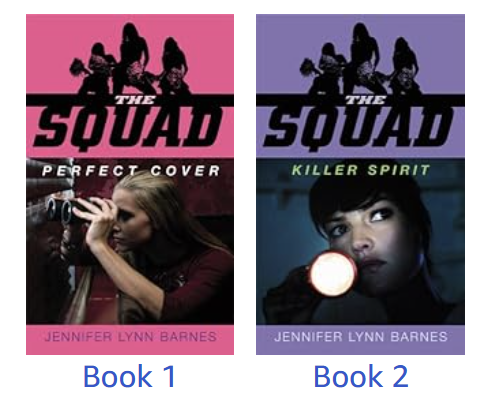 THE
SQUAD
PERFECT COVER
JENNIFER LYNN BARNES
Book 1
THE
SQUAD
KILLER SPIRIT
JENNIFER LYNN BARNES
Book 2